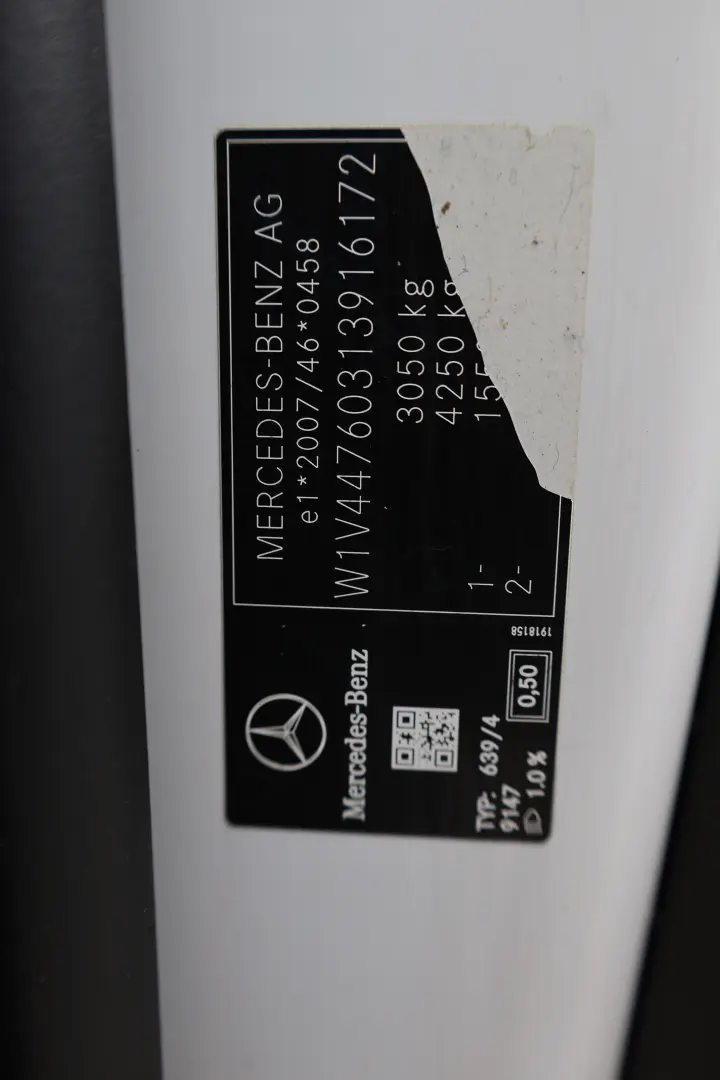 MERCEDES-BENZ AG
e1*2007/46*0458
W1V44760313916172
3050 kg
4250 kg
1-
2-
Mercedes-Benz
TYP: 639/4
9147
1.0 %
0,50
1918158